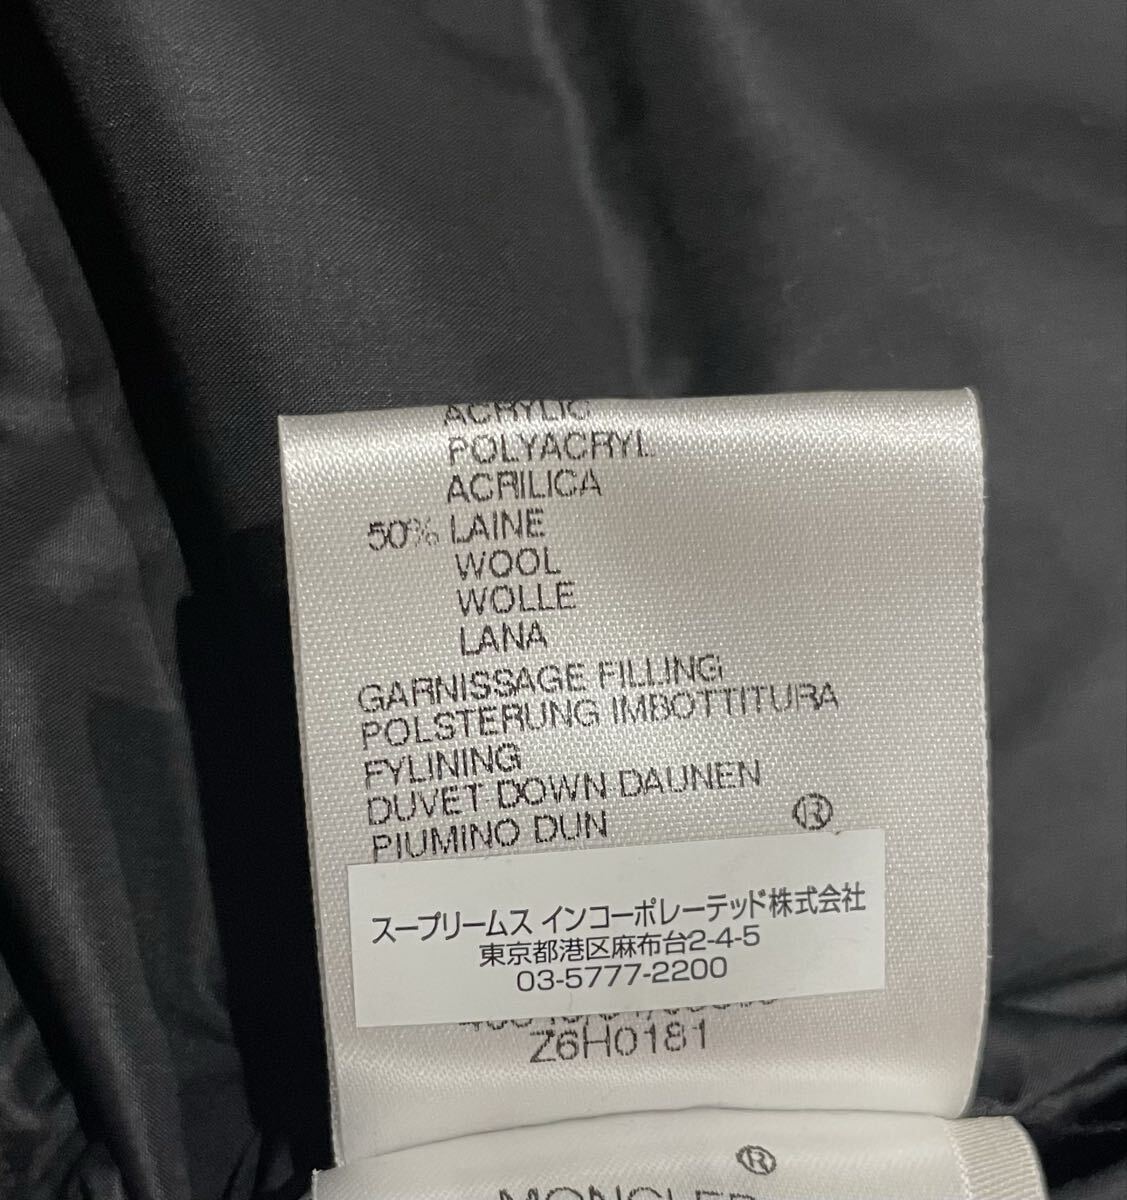 ACRYLIC
POLYACRYL
ACRILICA
50% LAINE
WOOL
WOLLE
LANA
GARNISSAGE FILLING
POLSTERUNG IMBOTTITURA
FYLINING
DUVET DOWN DAUNEN
PIUMINO DUN
®
スープリームス インコーポレーテッド株式会社
東京都港区麻布台2-4-5
03-5777-2200
Z6H0181
®
MONCLER